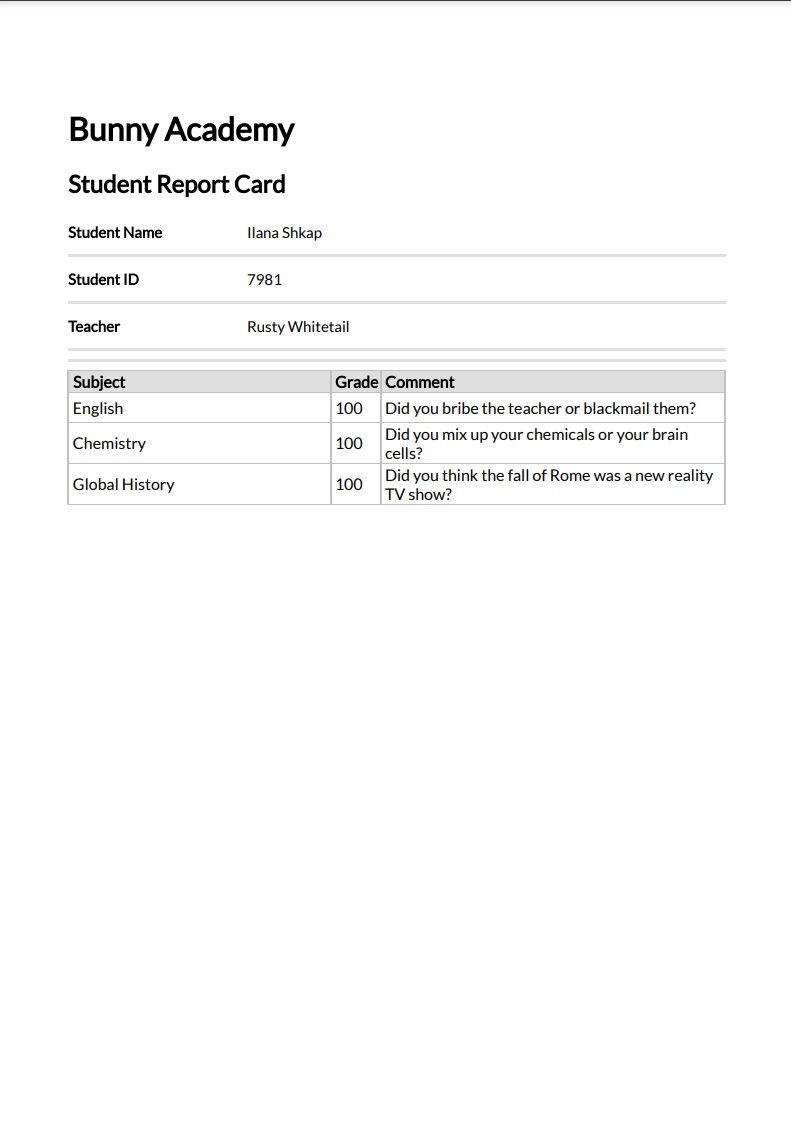 Bunny Academy
Student Report Card
Student Name Ilana Shkap
Student ID 7981
Teacher Rusty Whitetail
Subject Grade Comment
English 100 Did you bribe the teacher or blackmail them?
Chemistry 100 Did you mix up your chemicals or your brain
cells?
Global History 100 Did you think the fall of Rome was a new reality
TV show?